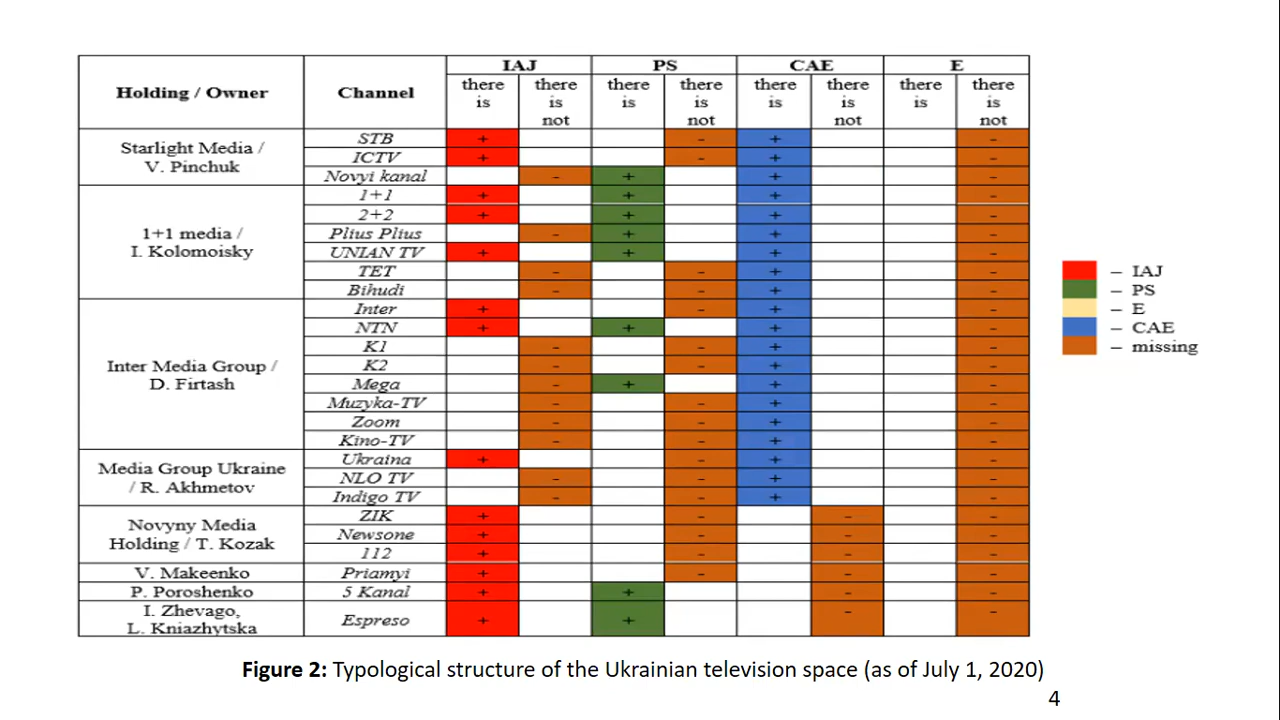 Holding / Owner Channel IAJ PS CAE E
there is there is not there is there is not there is there is not there is there is not
Starlight Media / V. Pinchuk
STB + - + -
ICTV + - + -
Novyi kanal - + + -
1+1 media / I. Kolomoisky
1+1 + + + -
2+2 + + + -
Plius Plius - + + -
UNIAN TV + + + -
TET - - + -
Bihudi - - + -
Inter Media Group / D. Firtash
Inter + - + -
NTN + + + -
K1 - - + -
K2 - - + -
Mega - + + -
Muzyka-TV - - + -
Zoom - - + -
Kino-TV - - + -
Media Group Ukraine / R. Akhmetov
Ukraina + - + -
NLO TV - - + -
Indigo TV - - + -
Novyny Media Holding / T. Kozak
ZIK + - - -
Newsone + - - -
112 + - - -
V. Makeenko Priamyi + - - -
P. Poroshenko 5 Kanal + + - -
I. Zhevago, L. Kniazhytska Espreso + + - -
– IAJ
– PS
– E
– CAE
– missing
Figure 2: Typological structure of the Ukrainian television space (as of July 1, 2020)
4